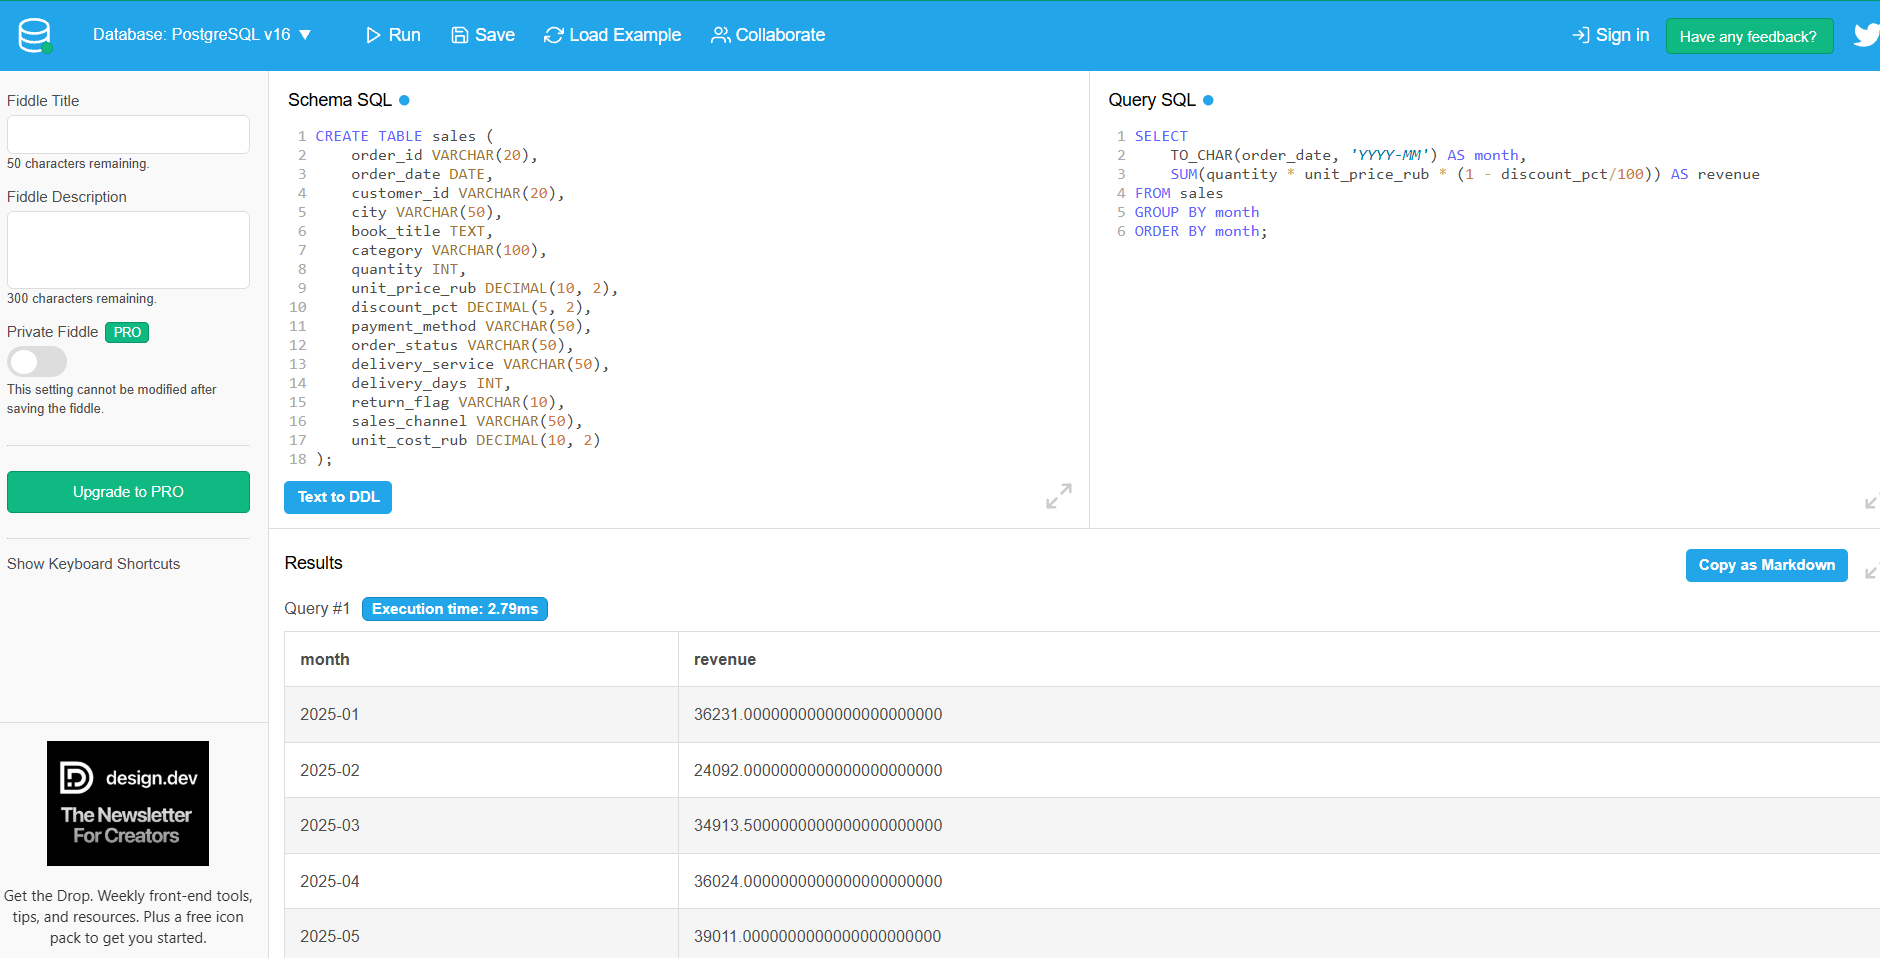 Database: PostgreSQL v16 ▼
Run
Save
Load Example
Collaborate
Sign in
Have any feedback?
Fiddle Title
50 characters remaining.
Fiddle Description
300 characters remaining.
Private Fiddle PRO
This setting cannot be modified after
saving the fiddle.
Upgrade to PRO
Show Keyboard Shortcuts
design.dev
The Newsletter
For Creators
Get the Drop. Weekly front-end tools,
tips, and resources. Plus a free icon
pack to get you started.
Schema SQL
1 CREATE TABLE sales (
2     order_id VARCHAR(20),
3     order_date DATE,
4     customer_id VARCHAR(20),
5     city VARCHAR(50),
6     book_title TEXT,
7     category VARCHAR(100),
8     quantity INT,
9     unit_price_rub DECIMAL(10, 2),
10     discount_pct DECIMAL(5, 2),
11     payment_method VARCHAR(50),
12     order_status VARCHAR(50),
13     delivery_service VARCHAR(50),
14     delivery_days INT,
15     return_flag VARCHAR(10),
16     sales_channel VARCHAR(50),
17     unit_cost_rub DECIMAL(10, 2)
18 );
Text to DDL
Query SQL
1 SELECT
2     TO_CHAR(order_date, 'YYYY-MM') AS month,
3     SUM(quantity * unit_price_rub * (1 - discount_pct/100)) AS revenue
4 FROM sales
5 GROUP BY month
6 ORDER BY month;
Results
Copy as Markdown
Query #1 Execution time: 2.79ms
month revenue
2025-01 36231.0000000000000000000000
2025-02 24092.0000000000000000000000
2025-03 34913.5000000000000000000000
2025-04 36024.0000000000000000000000
2025-05 39011.0000000000000000000000